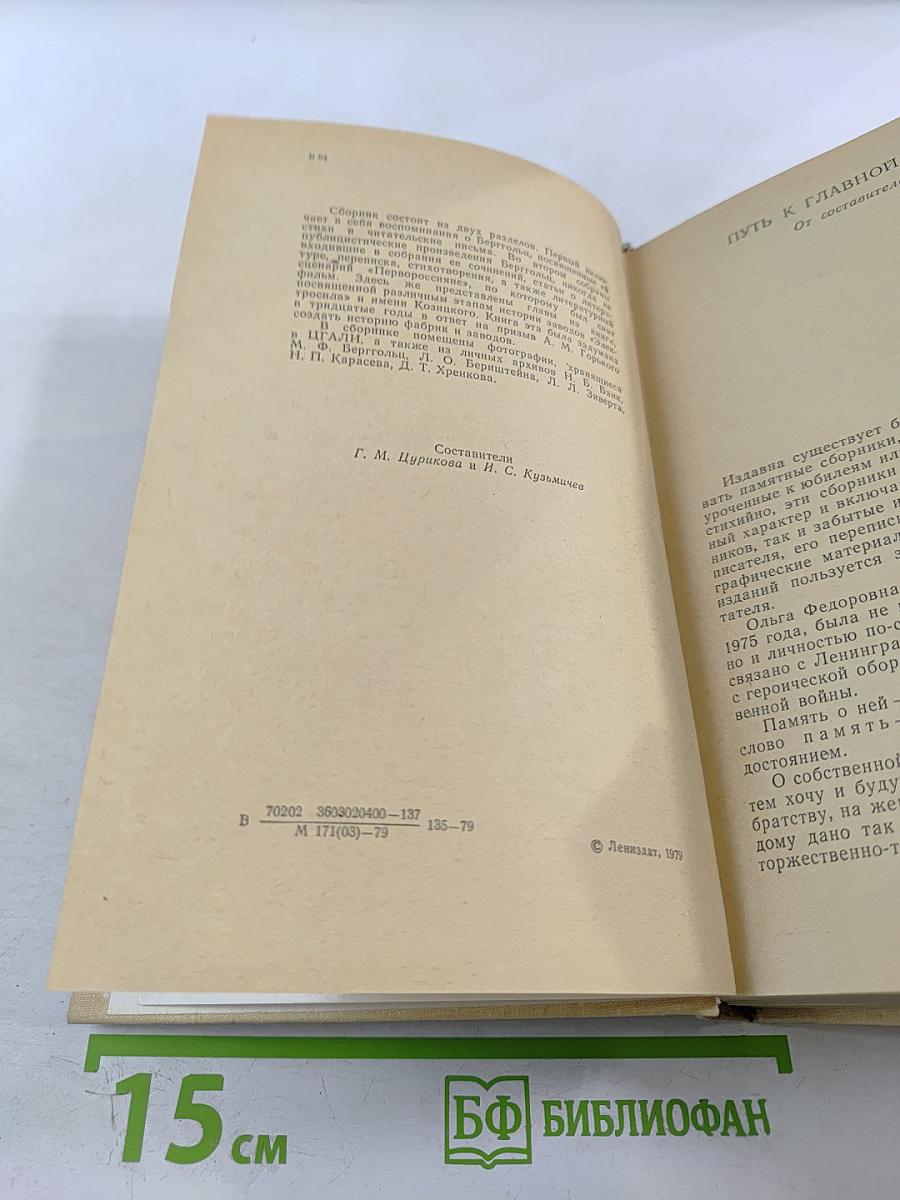 В 84
Сборник состоит из двух разделов. Первый вклю-
чает в себя воспоминания о Берггольц, посвященные ей
стихи и читательские письма. Во втором собраны
публицистические произведения Берггольц, никогда не
входившие в собрания ее сочинений, статьи о литера-
туре, переписка, стихотворения, а также литературный
сценарий «Первороссияне», по которому был снят
фильм. Здесь же представлены главы из книги,
посвященной различным этапам истории заводов «Элек-
тросила» и имени Козицкого. Книга эта была задумана
в тридцатые годы в ответ на призыв А. М. Горького
создать историю фабрик и заводов.
В сборнике помещены фотографии, хранящиеся
в ЦГАЛИ, а также из личных архивов Н. Б. Банк,
М. Ф. Берггольц, Л. О. Бернштейна, Л. Л. Зиверта,
Н. П. Карасева, Д. Т. Хренкова.
Составители
Г. М. Цурикова и И. С. Кузьмичев
В 70202 3603020400—137
М 171(03)—79 135—79
© Лениздат, 1979
ПУТЬ К ГЛАВНОЙ
От составителе
Издавна существует б
вать памятные сборники,
уроченные к юбилеям или
стихийно, эти сборники
ный характер и включа
ников, так и забытые и
писателя, его переписк
графические материал
изданий пользуется з
тателя.
Ольга Федоровна
1975 года, была не
но и личностью по-с
связано с Ленингра
с героической обор
венной войны.
Память о ней —
слово память —
достоянием.
О собственной
тем хочу и буду
братству, на же
дому дано так
торжественно-т
15 см
БФ БИБЛИОФАН